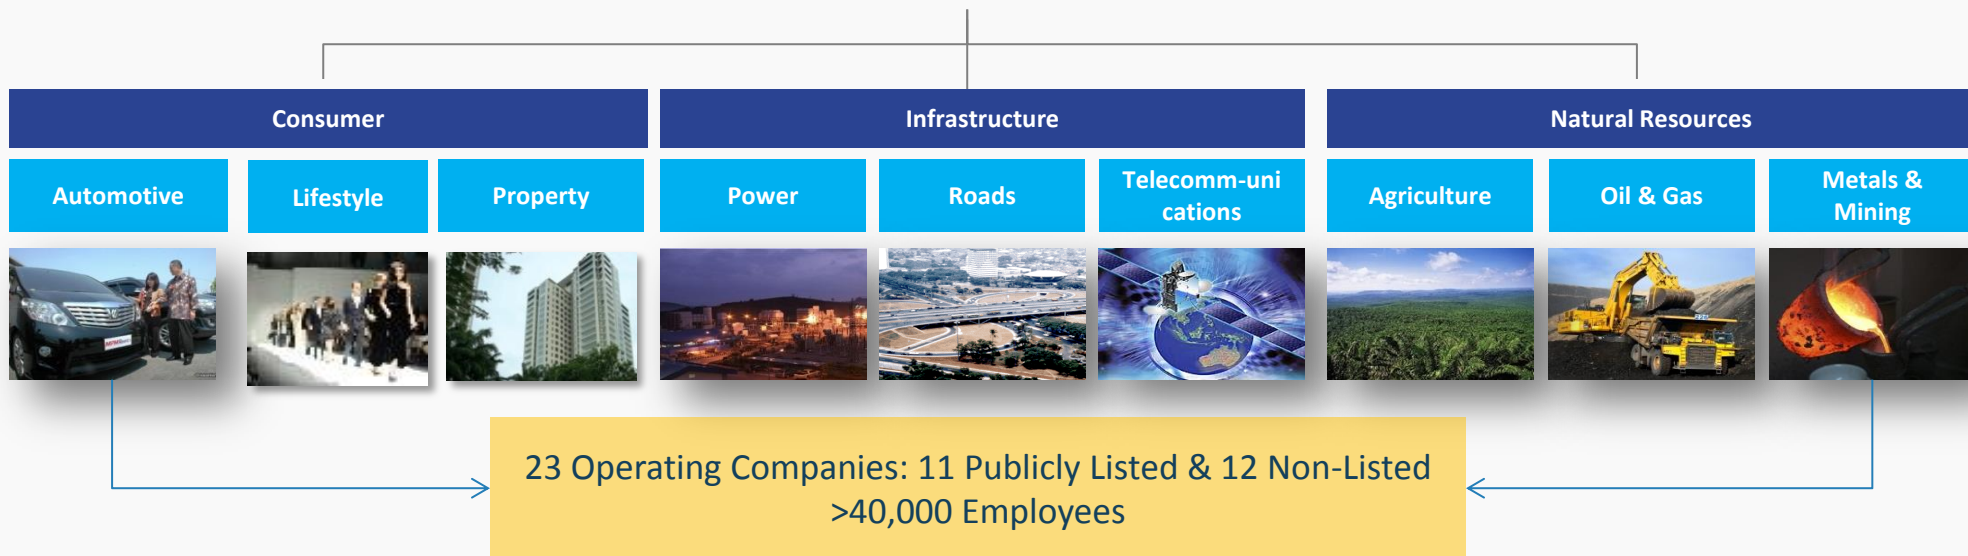 Consumer
Infrastructure
Natural Resources
Automotive
Lifestyle
Property
Power
Roads
Telecomm-uni
cations
Agriculture
Oil & Gas
Metals &
Mining
23 Operating Companies: 11 Publicly Listed & 12 Non-Listed
>40,000 Employees